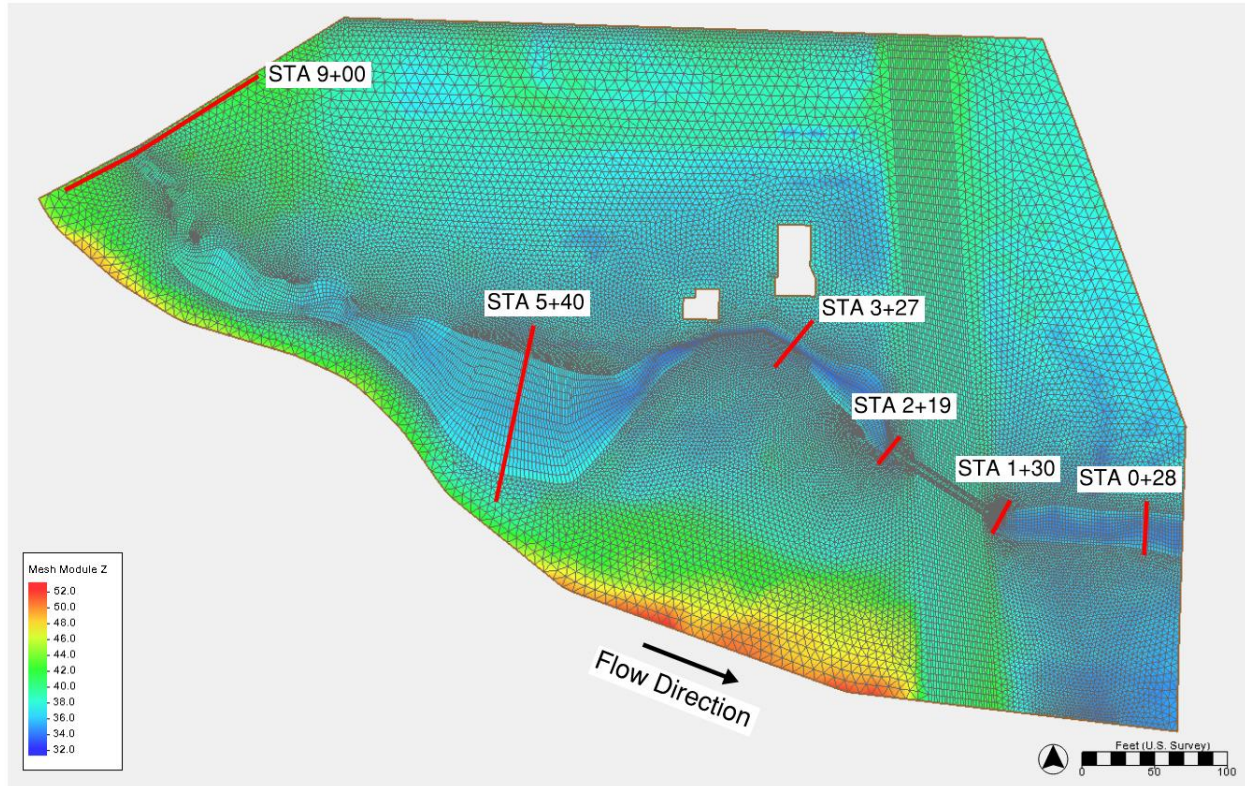 STA 9+00
STA 5+40
STA 3+27
STA 2+19
STA 1+30
STA 0+28
Flow Direction
Mesh Module Z
52.0
50.0
48.0
46.0
44.0
42.0
40.0
38.0
36.0
34.0
32.0
Feet (U.S. Survey)
0 50 100